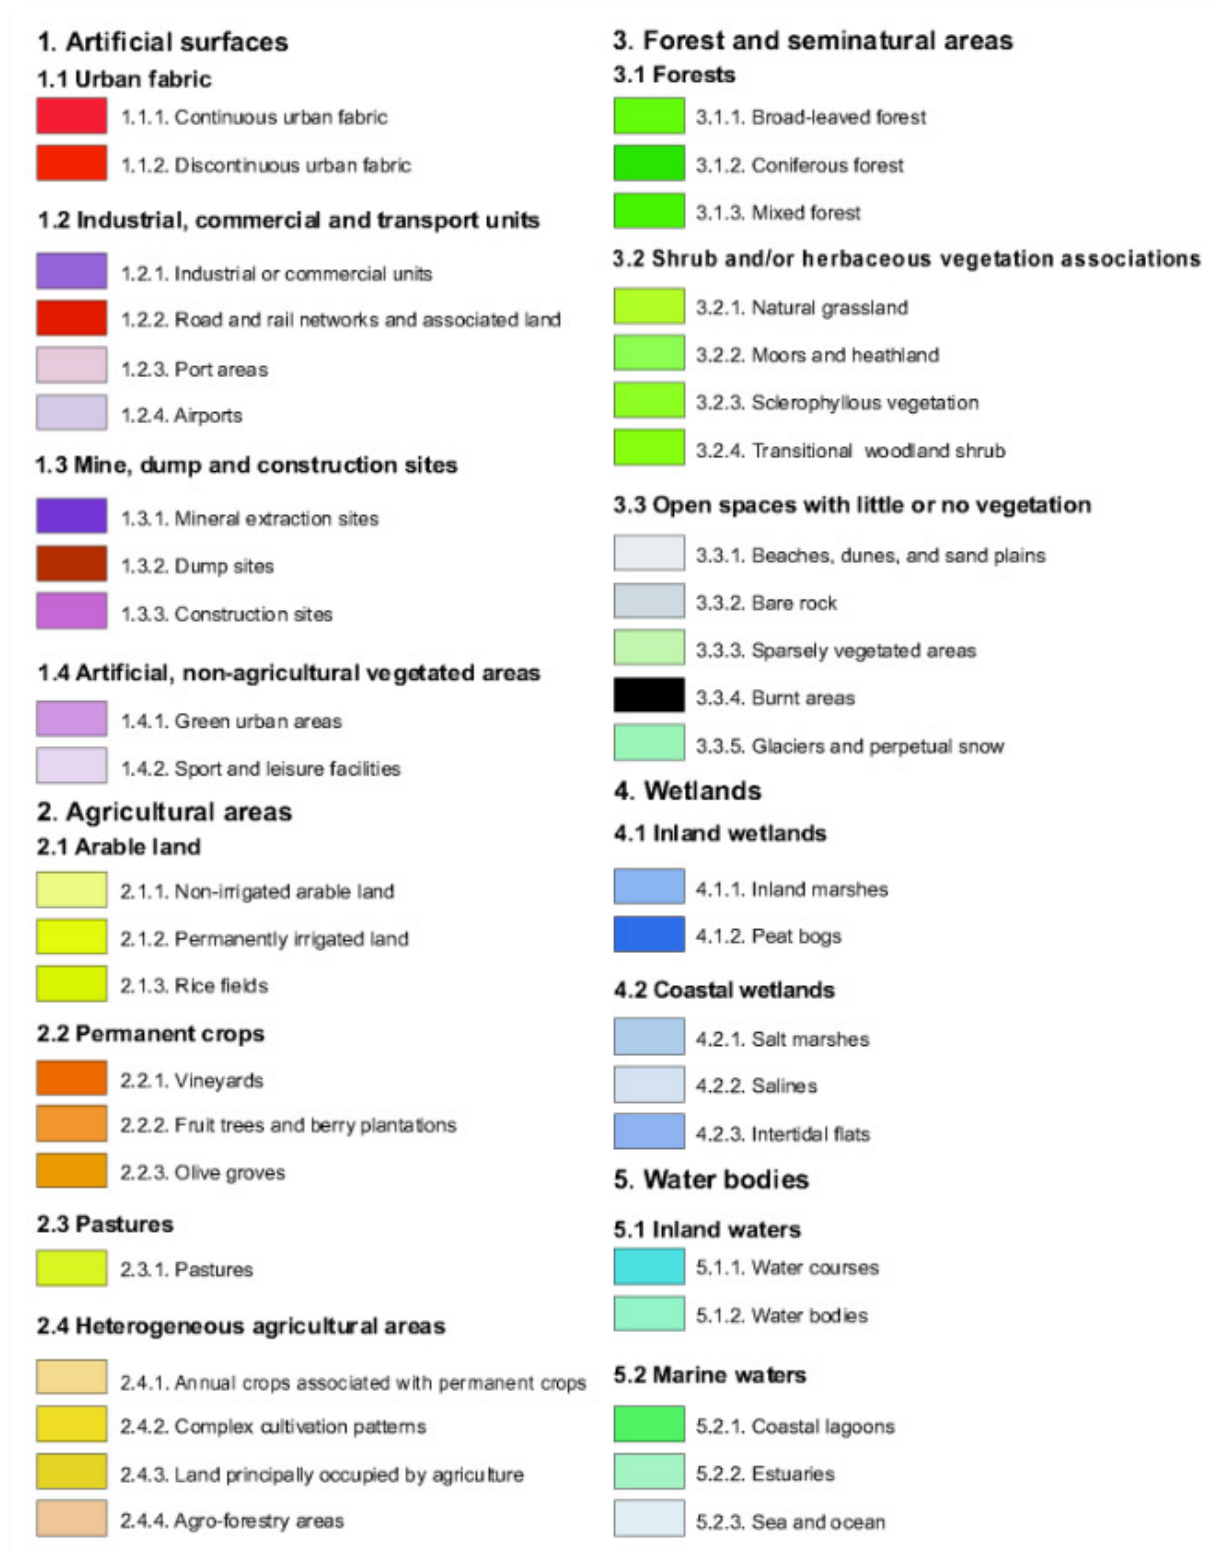 1. Artificial surfaces
1.1 Urban fabric
1.1.1. Continuous urban fabric
1.1.2. Discontinuous urban fabric
1.2 Industrial, commercial and transport units
1.2.1. Industrial or commercial units
1.2.2. Road and rail networks and associated land
1.2.3. Port areas
1.2.4. Airports
1.3 Mine, dump and construction sites
1.3.1. Mineral extraction sites
1.3.2. Dump sites
1.3.3. Construction sites
1.4 Artificial, non-agricultural vegetated areas
1.4.1. Green urban areas
1.4.2. Sport and leisure facilities
2. Agricultural areas
2.1 Arable land
2.1.1. Non-irrigated arable land
2.1.2. Permanently irrigated land
2.1.3. Rice fields
2.2 Permanent crops
2.2.1. Vineyards
2.2.2. Fruit trees and berry plantations
2.2.3. Olive groves
2.3 Pastures
2.3.1. Pastures
2.4 Heterogeneous agricultural areas
2.4.1. Annual crops associated with permanent crops
2.4.2. Complex cultivation patterns
2.4.3. Land principally occupied by agriculture
2.4.4. Agro-forestry areas
3. Forest and seminatural areas
3.1 Forests
3.1.1. Broad-leaved forest
3.1.2. Coniferous forest
3.1.3. Mixed forest
3.2 Shrub and/or herbaceous vegetation associations
3.2.1. Natural grassland
3.2.2. Moors and heathland
3.2.3. Sclerophyllous vegetation
3.2.4. Transitional woodland shrub
3.3 Open spaces with little or no vegetation
3.3.1. Beaches, dunes, and sand plains
3.3.2. Bare rock
3.3.3. Sparsely vegetated areas
3.3.4. Burnt areas
3.3.5. Glaciers and perpetual snow
4. Wetlands
4.1 Inland wetlands
4.1.1. Inland marshes
4.1.2. Peat bogs
4.2 Coastal wetlands
4.2.1. Salt marshes
4.2.2. Salines
4.2.3. Intertidal flats
5. Water bodies
5.1 Inland waters
5.1.1. Water courses
5.1.2. Water bodies
5.2 Marine waters
5.2.1. Coastal lagoons
5.2.2. Estuaries
5.2.3. Sea and ocean